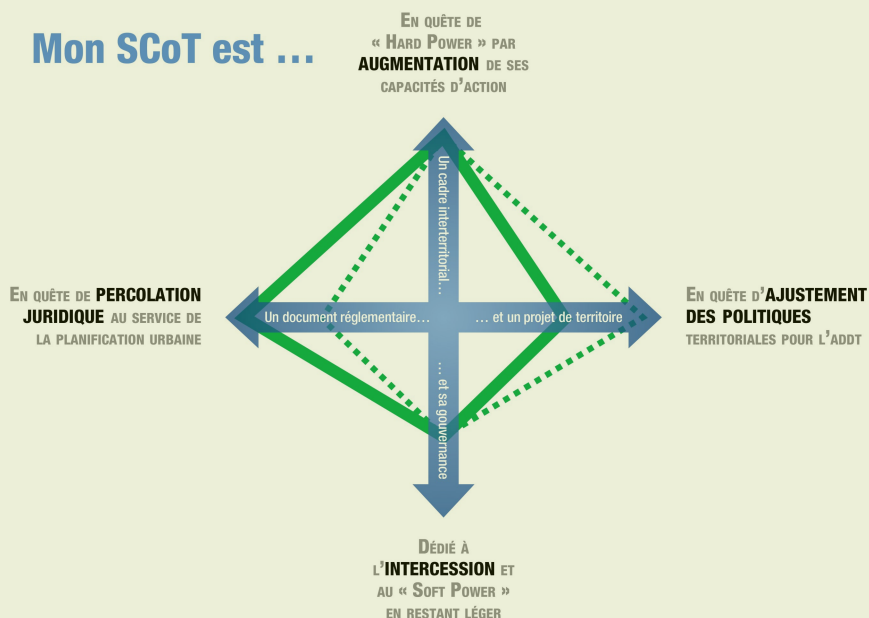 Mon SCoT est …
En quête de
« Hard Power » par
AUGMENTATION de ses
capacités d'action
Un cadre interterritorial…
En quête de PERCOLATION
JURIDIQUE au service de
la planification urbaine
Un document réglementaire…
… et un projet de territoire
En quête d'AJUSTEMENT
DES POLITIQUES
territoriales pour l'ADDT
… et sa gouvernance
Dédié à
l'INTERCESSION et
au « Soft Power »
en restant léger